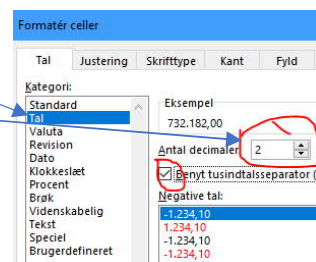 Formatér celler
Tal Justering Skrifttype Kant Fyld
Kategori:
Standard
Tal
Valuta
Revision
Dato
Klokkeslæt
Procent
Brøk
Videnskabelig
Tekst
Speciel
Brugerdefineret
Eksempel
732.182,00
Antal decimaler: 2
Benyt tusindtalsseparator (
Negative tal:
-1.234,10
1.234,10
-1.234,10
-1.234,10